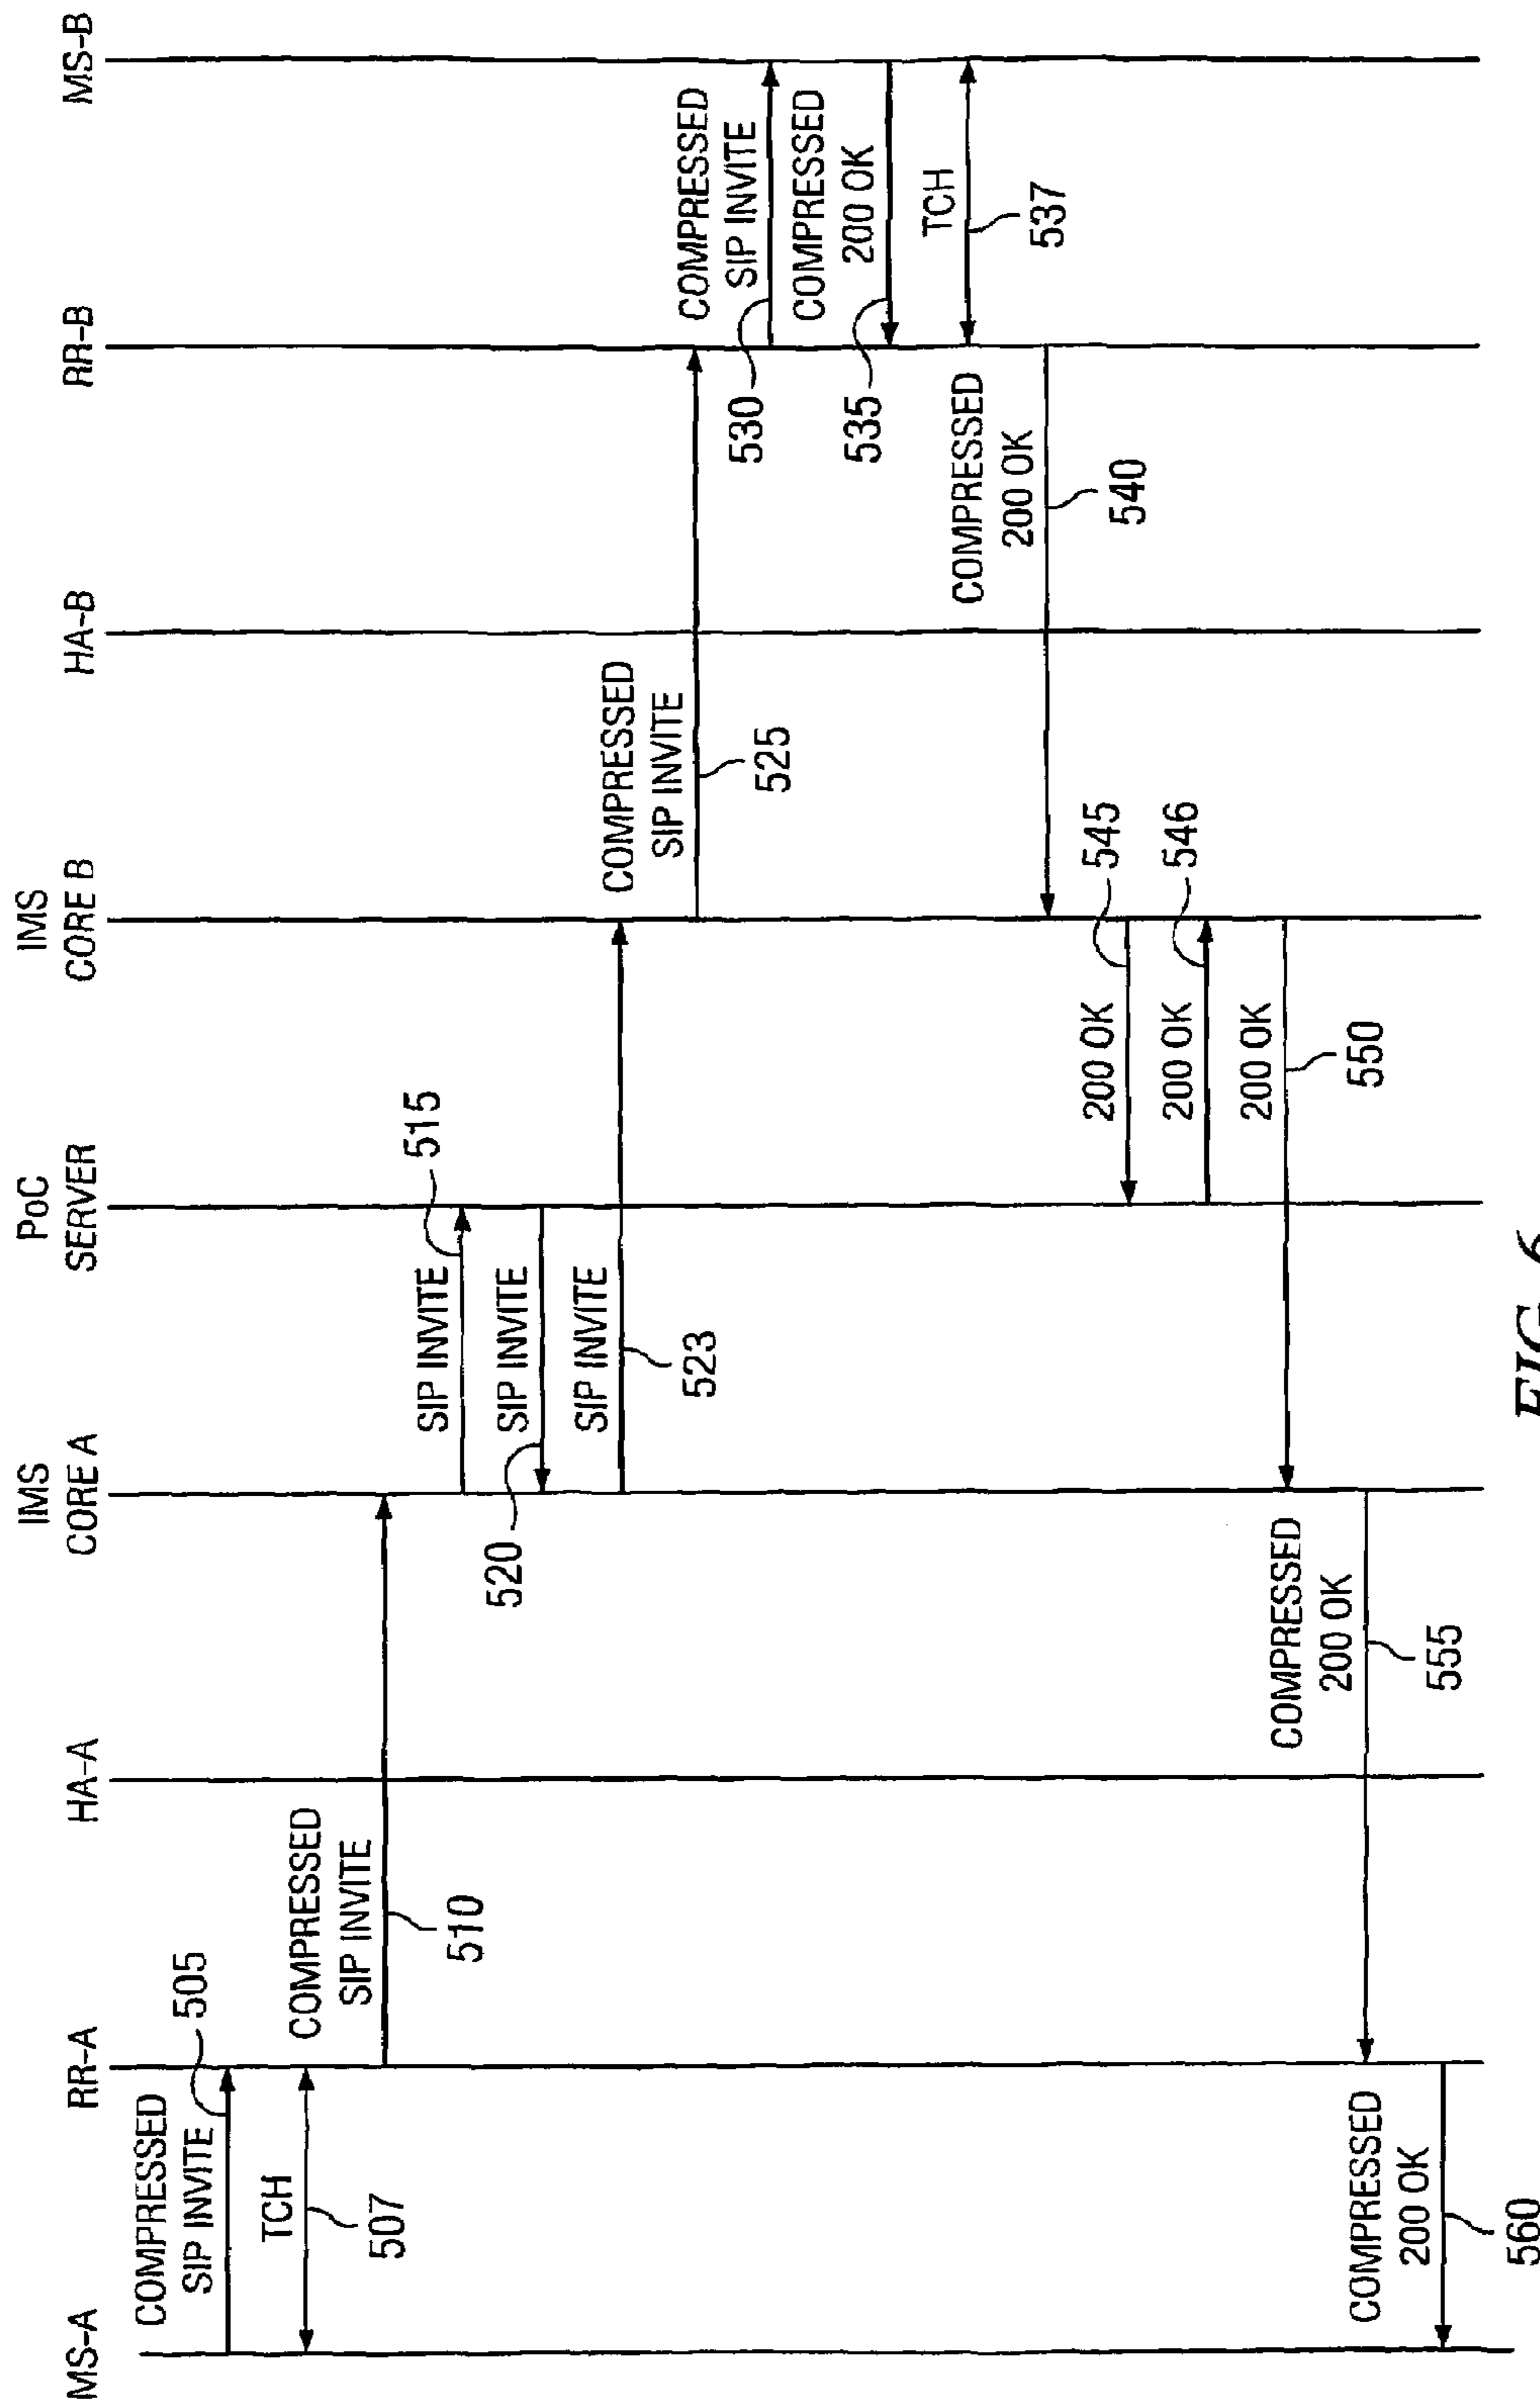 MS-A
RR-A
HA-A
IMS
CORE A
PoC
SERVER
IMS
CORE B
HA-B
RR-B
MS-B
COMPRESSED
SIP INVITE
505
TCH
507
COMPRESSED
SIP INVITE
510
SIP INVITE
515
SIP INVITE
520
SIP INVITE
523
COMPRESSED
SIP INVITE
525
COMPRESSED
SIP INVITE
530
COMPRESSED
200 OK
535
TCH
537
COMPRESSED
200 OK
540
200 OK
545
200 OK
546
200 OK
550
COMPRESSED
200 OK
555
COMPRESSED
200 OK
560
FIG. 6